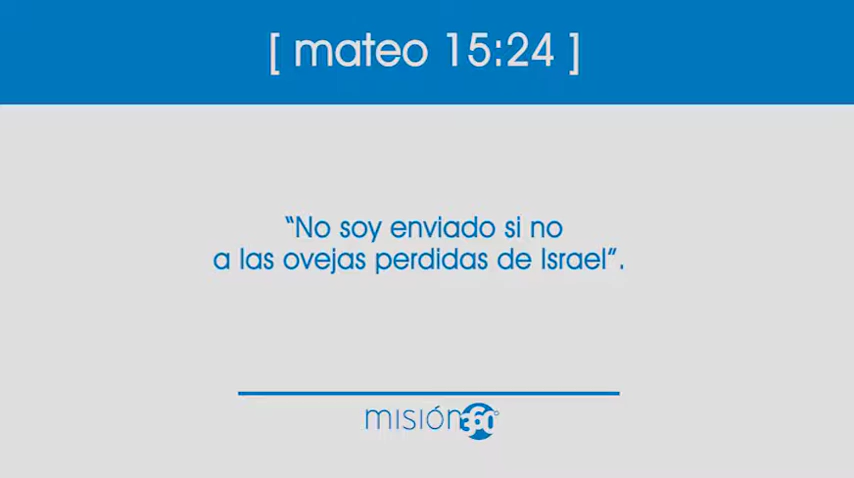 [ mateo 15:24 ]
“No soy enviado si no
a las ovejas perdidas de Israel”.
misión360°